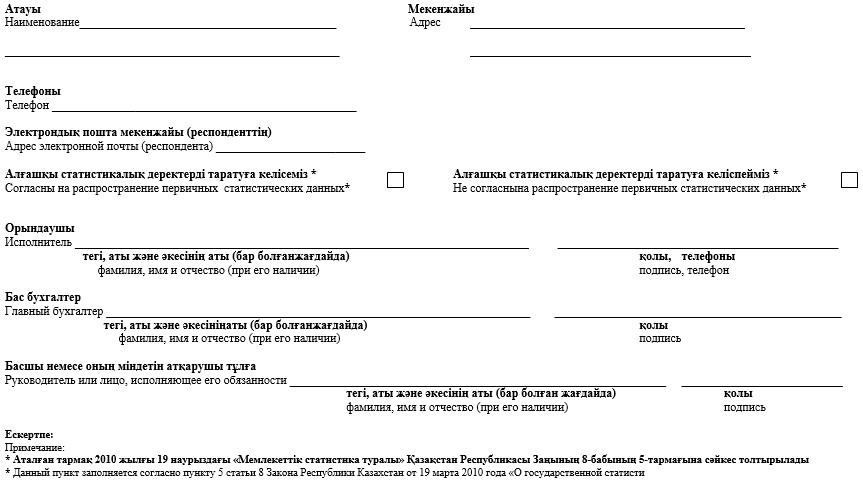 Атауы Мекенжайы
Наименование__________ Адрес __________
Телефоны
Телефон __________
Электрондық пошта мекенжайы (респонденттің)
Адрес электронной почты (респондента) __________
Алғашқы статистикалық деректерді таратуға келісеміз * Алғашқы статистикалық деректерді таратуға келіспейміз *
Согласны на распространение первичных статистических данных* Не согласнына распространение первичных статистических данных*
Орындаушы
Исполнитель __________
тегі, аты және әкесінің аты (бар болғанжағдайда) қолы, телефоны
фамилия, имя и отчество (при его наличии) подпись, телефон
Бас бухгалтер
Главный бухгалтер __________
тегі, аты және әкесініңаты (бар болғанжағдайда) қолы
фамилия, имя и отчество (при его наличии) подпись
Басшы немесе оның міндетін атқарушы тұлға
Руководитель или лицо, исполняющее его обязанности __________
тегі, аты және әкесінің аты (бар болған жағдайда) қолы
фамилия, имя и отчество (при его наличии) подпись
Ескертпе:
Примечание:
* Аталған тармақ 2010 жылғы 19 наурыздағы «Мемлекеттік статистика туралы» Қазақстан Республикасы Заңының 8-бабының 5-тармағына сәйкес толтырылады
* Данный пункт заполняется согласно пункту 5 статьи 8 Закона Республики Казахстан от 19 марта 2010 года «О государственной статисти